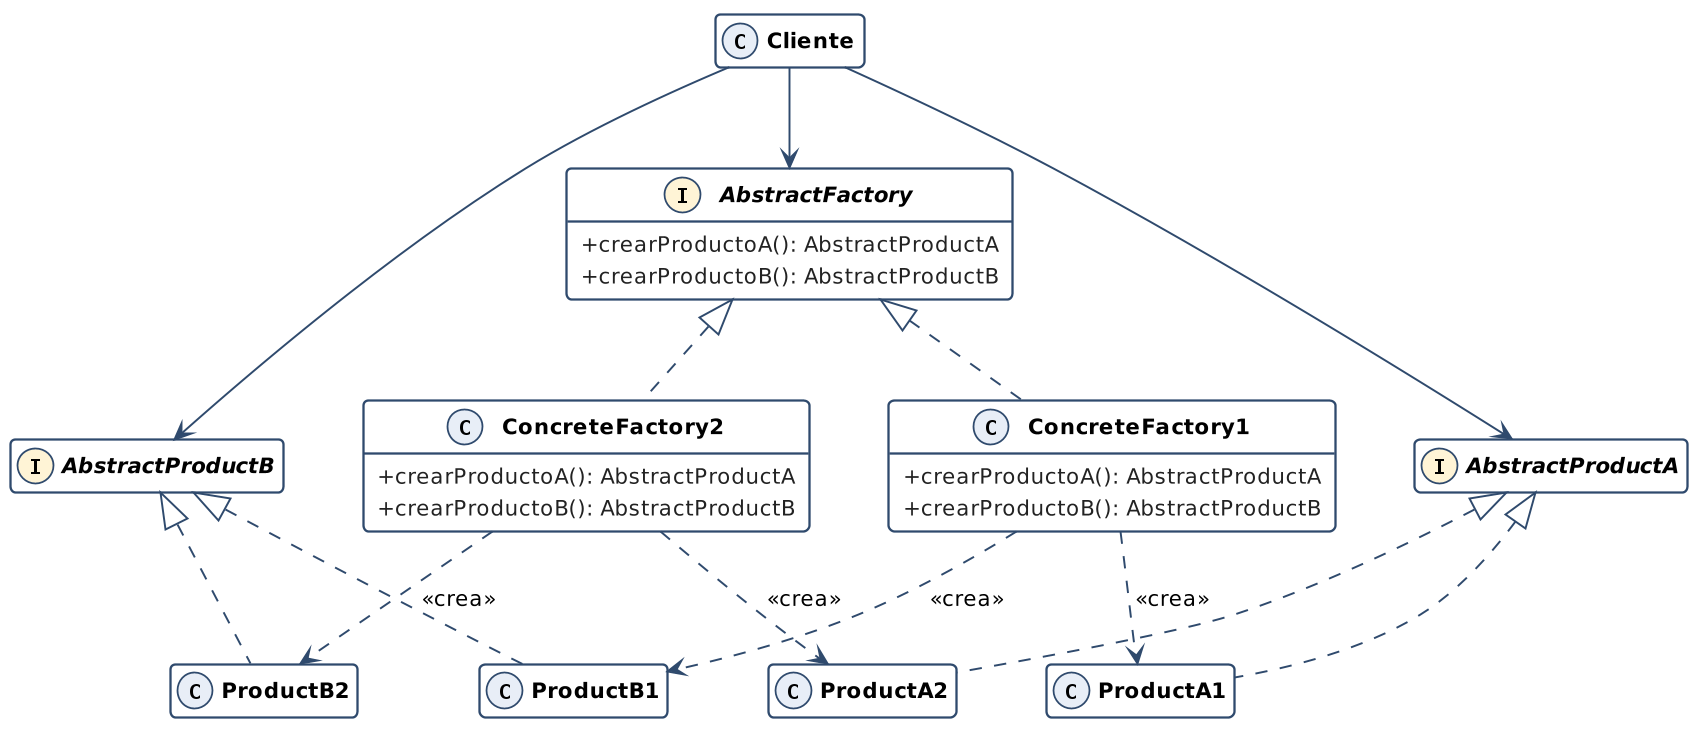 C Cliente
I AbstractFactory
+crearProductoA(): AbstractProductA
+crearProductoB(): AbstractProductB
I AbstractProductB
C ConcreteFactory2
+crearProductoA(): AbstractProductA
+crearProductoB(): AbstractProductB
C ConcreteFactory1
+crearProductoA(): AbstractProductA
+crearProductoB(): AbstractProductB
I AbstractProductA
«crea»
«crea»
«crea»
«crea»
C ProductB2
C ProductB1
C ProductA2
C ProductA1